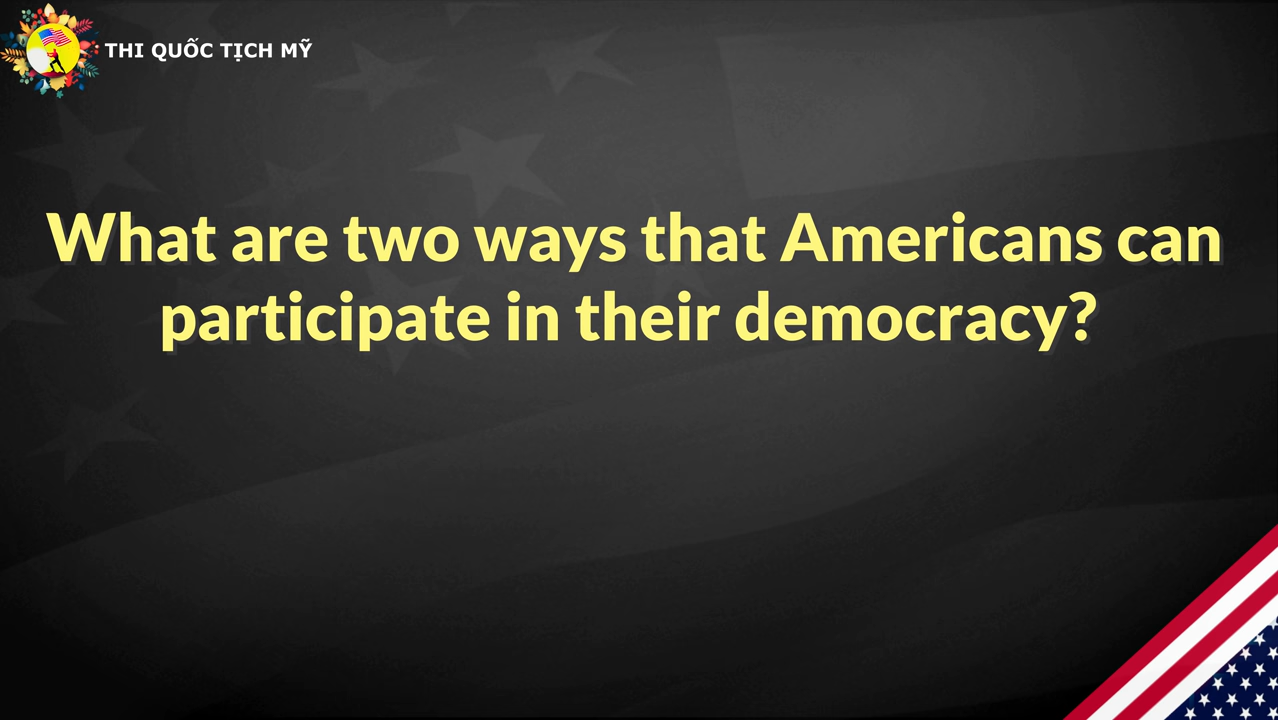 THI QUỐC TỊCH MỸ
What are two ways that Americans can
participate in their democracy?